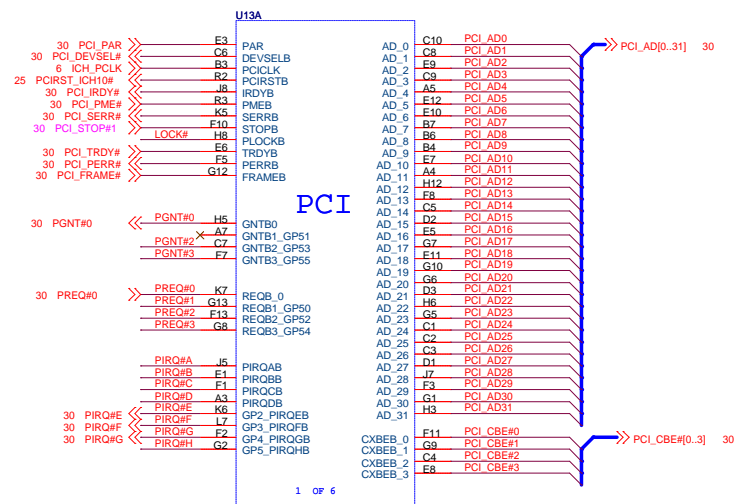 U13A
30 PCI_PAR E3 PAR
30 PCI_DEVSEL# C6 DEVSELB
6 ICH_PCLK B3 PCICLK
25 PCIRST_ICH10# R2 PCIRSTB
30 PCI_IRDY# J8 IRDYB
30 PCI_PME# R3 PMEB
30 PCI_SERR# K5 SERRB
30 PCI_STOP#1 F10 STOPB
LOCK# H8 PLOCKB
30 PCI_TRDY# E6 TRDYB
30 PCI_PERR# F5 PERRB
30 PCI_FRAME# G12 FRAMEB
PCI
30 PGNT#0 PGNT#0 H5 GNTB0
A7 GNTB1_GP51
PGNT#2 C7 GNTB2_GP53
PGNT#3 F7 GNTB3_GP55
30 PREQ#0 PREQ#0 K7 REQB_0
PREQ#1 G13 REQB1_GP50
PREQ#2 F13 REQB2_GP52
PREQ#3 G8 REQB3_GP54
PIRQ#A J5 PIRQAB
PIRQ#B E1 PIRQBB
PIRQ#C F1 PIRQCB
PIRQ#D A3 PIRQDB
30 PIRQ#E PIRQ#E K6 GP2_PIRQEB
30 PIRQ#F PIRQ#F L7 GP3_PIRQFB
30 PIRQ#G PIRQ#G F2 GP4_PIRQGB
PIRQ#H G2 GP5_PIRQHB
AD_0 C10 PCI_AD0
AD_1 C8 PCI_AD1
AD_2 E9 PCI_AD2
AD_3 C9 PCI_AD3
AD_4 A5 PCI_AD4
AD_5 E12 PCI_AD5
AD_6 E10 PCI_AD6
AD_7 B7 PCI_AD7
AD_8 B6 PCI_AD8
AD_9 B4 PCI_AD9
AD_10 E7 PCI_AD10
AD_11 A4 PCI_AD11
AD_12 H12 PCI_AD12
AD_13 F8 PCI_AD13
AD_14 C5 PCI_AD14
AD_15 D2 PCI_AD15
AD_16 E5 PCI_AD16
AD_17 G7 PCI_AD17
AD_18 E11 PCI_AD18
AD_19 G10 PCI_AD19
AD_20 G6 PCI_AD20
AD_21 D3 PCI_AD21
AD_22 H6 PCI_AD22
AD_23 G5 PCI_AD23
AD_24 C1 PCI_AD24
AD_25 C2 PCI_AD25
AD_26 C3 PCI_AD26
AD_27 D1 PCI_AD27
AD_28 J7 PCI_AD28
AD_29 F3 PCI_AD29
AD_30 G1 PCI_AD30
AD_31 H3 PCI_AD31
PCI_AD[0..31] 30
CXBEB_0 F11 PCI_CBE#0
CXBEB_1 G9 PCI_CBE#1
CXBEB_2 C4 PCI_CBE#2
CXBEB_3 E8 PCI_CBE#3
PCI_CBE#[0..3] 30
1 OF 6